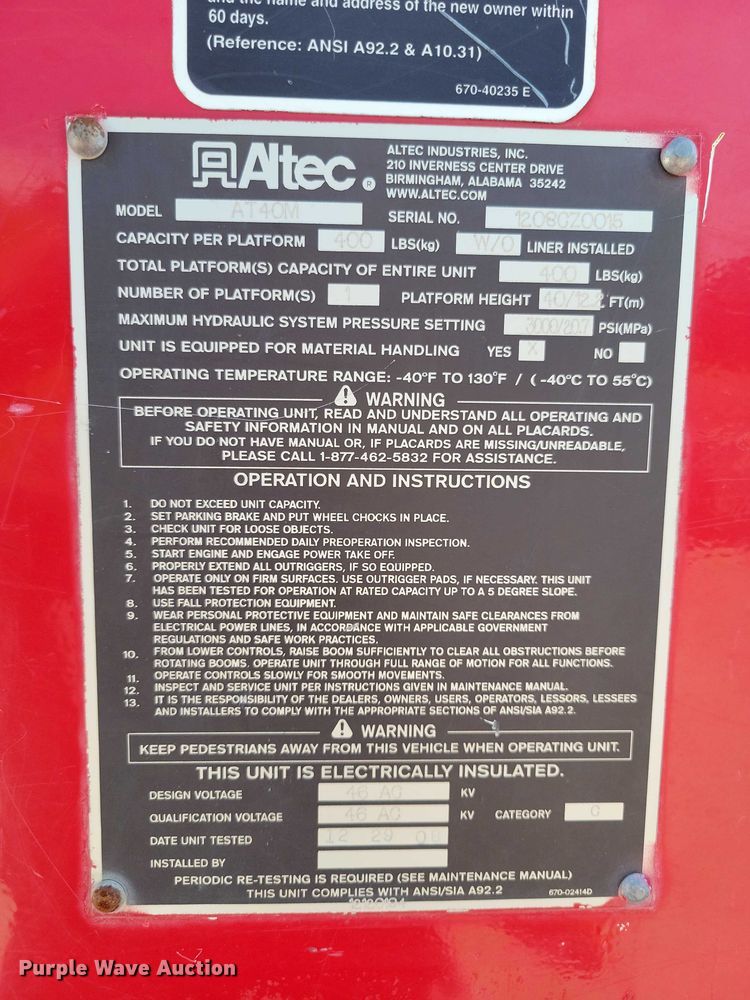 and the name and address of the new owner within
60 days.
(Reference: ANSI A92.2 & A10.31)
670-40235 E
Altec ®
ALTEC INDUSTRIES, INC.
210 INVERNESS CENTER DRIVE
BIRMINGHAM, ALABAMA 35242
WWW.ALTEC.COM
MODEL AT40M SERIAL NO. 1208GZ0015
CAPACITY PER PLATFORM 400 LBS(kg) W/O LINER INSTALLED
TOTAL PLATFORM(S) CAPACITY OF ENTIRE UNIT 400 LBS(kg)
NUMBER OF PLATFORM(S) 1 PLATFORM HEIGHT 40/12.2 FT(m)
MAXIMUM HYDRAULIC SYSTEM PRESSURE SETTING 3000/20.7 PSI(MPa)
UNIT IS EQUIPPED FOR MATERIAL HANDLING YES X NO
OPERATING TEMPERATURE RANGE: -40°F TO 130°F / ( -40°C TO 55°C)
WARNING
BEFORE OPERATING UNIT, READ AND UNDERSTAND ALL OPERATING AND
SAFETY INFORMATION IN MANUAL AND ON ALL PLACARDS.
IF YOU DO NOT HAVE MANUAL OR, IF PLACARDS ARE MISSING/UNREADABLE,
PLEASE CALL 1-877-462-5832 FOR ASSISTANCE.
OPERATION AND INSTRUCTIONS
1. DO NOT EXCEED UNIT CAPACITY.
2. SET PARKING BRAKE AND PUT WHEEL CHOCKS IN PLACE.
3. CHECK UNIT FOR LOOSE OBJECTS.
4. PERFORM RECOMMENDED DAILY PREOPERATION INSPECTION.
5. START ENGINE AND ENGAGE POWER TAKE OFF.
6. PROPERLY EXTEND ALL OUTRIGGERS, IF SO EQUIPPED.
7. OPERATE ONLY ON FIRM SURFACES. USE OUTRIGGER PADS, IF NECESSARY. THIS UNIT
HAS BEEN TESTED FOR OPERATION AT RATED CAPACITY UP TO A 5 DEGREE SLOPE.
8. USE FALL PROTECTION EQUIPMENT.
9. WEAR PERSONAL PROTECTIVE EQUIPMENT AND MAINTAIN SAFE CLEARANCES FROM
ELECTRICAL POWER LINES, IN ACCORDANCE WITH APPLICABLE GOVERNMENT
REGULATIONS AND SAFE WORK PRACTICES.
10. FROM LOWER CONTROLS, RAISE BOOM SUFFICIENTLY TO CLEAR ALL OBSTRUCTIONS BEFORE
ROTATING BOOMS. OPERATE UNIT THROUGH FULL RANGE OF MOTION FOR ALL FUNCTIONS.
11. OPERATE CONTROLS SLOWLY FOR SMOOTH MOVEMENTS.
12. INSPECT AND SERVICE UNIT PER INSTRUCTIONS GIVEN IN MAINTENANCE MANUAL.
13. IT IS THE RESPONSIBILITY OF THE DEALERS, OWNERS, USERS, OPERATORS, LESSORS, LESSEES
AND INSTALLERS TO COMPLY WITH THE APPROPRIATE SECTIONS OF ANSI/SIA A92.2.
WARNING
KEEP PEDESTRIANS AWAY FROM THIS VEHICLE WHEN OPERATING UNIT.
THIS UNIT IS ELECTRICALLY INSULATED.
DESIGN VOLTAGE 46 AC KV
QUALIFICATION VOLTAGE 46 AC KV CATEGORY C
DATE UNIT TESTED 12 29 08
INSTALLED BY
PERIODIC RE-TESTING IS REQUIRED (SEE MAINTENANCE MANUAL)
THIS UNIT COMPLIES WITH ANSI/SIA A92.2 670-02414D
Purple Wave Auction